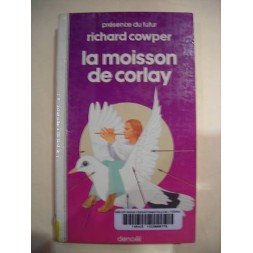 présence du futur
richard cowper
la moisson
de corlay
denoël